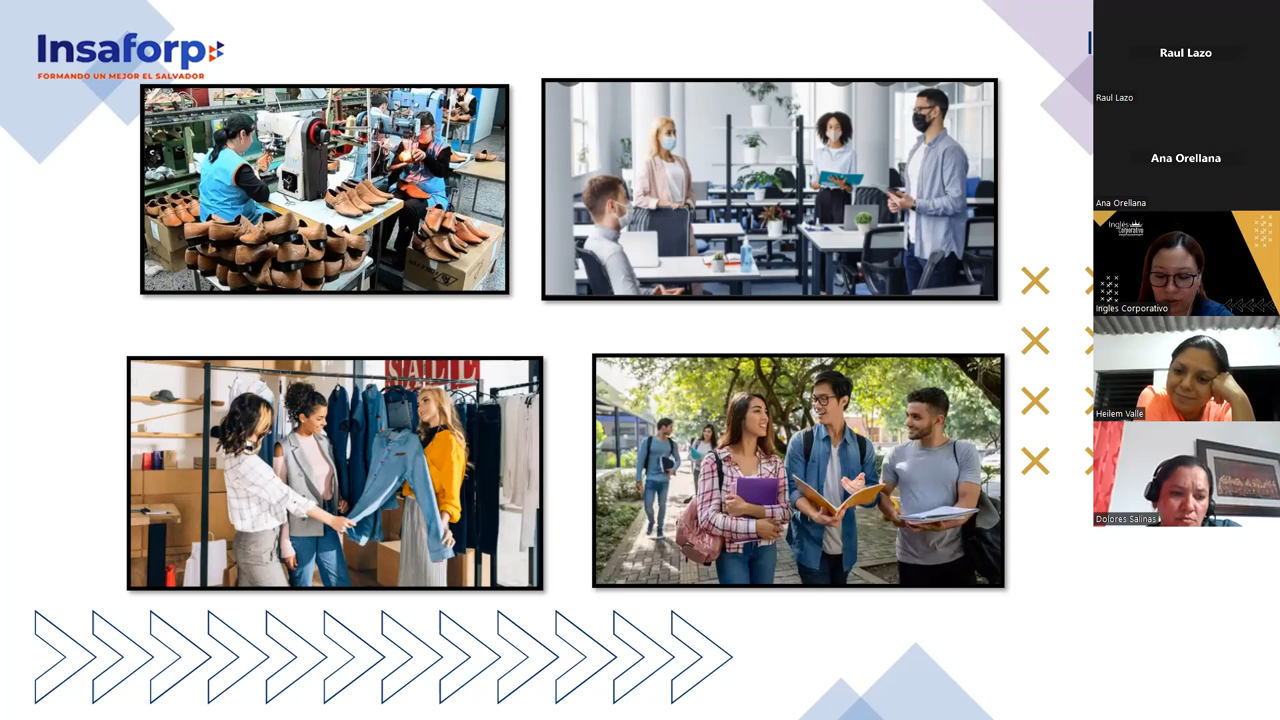 Insaforp
FORMANDO UN MEJOR EL SALVADOR
SALE
Raul Lazo
Raul Lazo
Ana Orellana
Ana Orellana
Inglés
Corporativo
Ingles Corporativo
Heilem Valle
Dolores Salinas